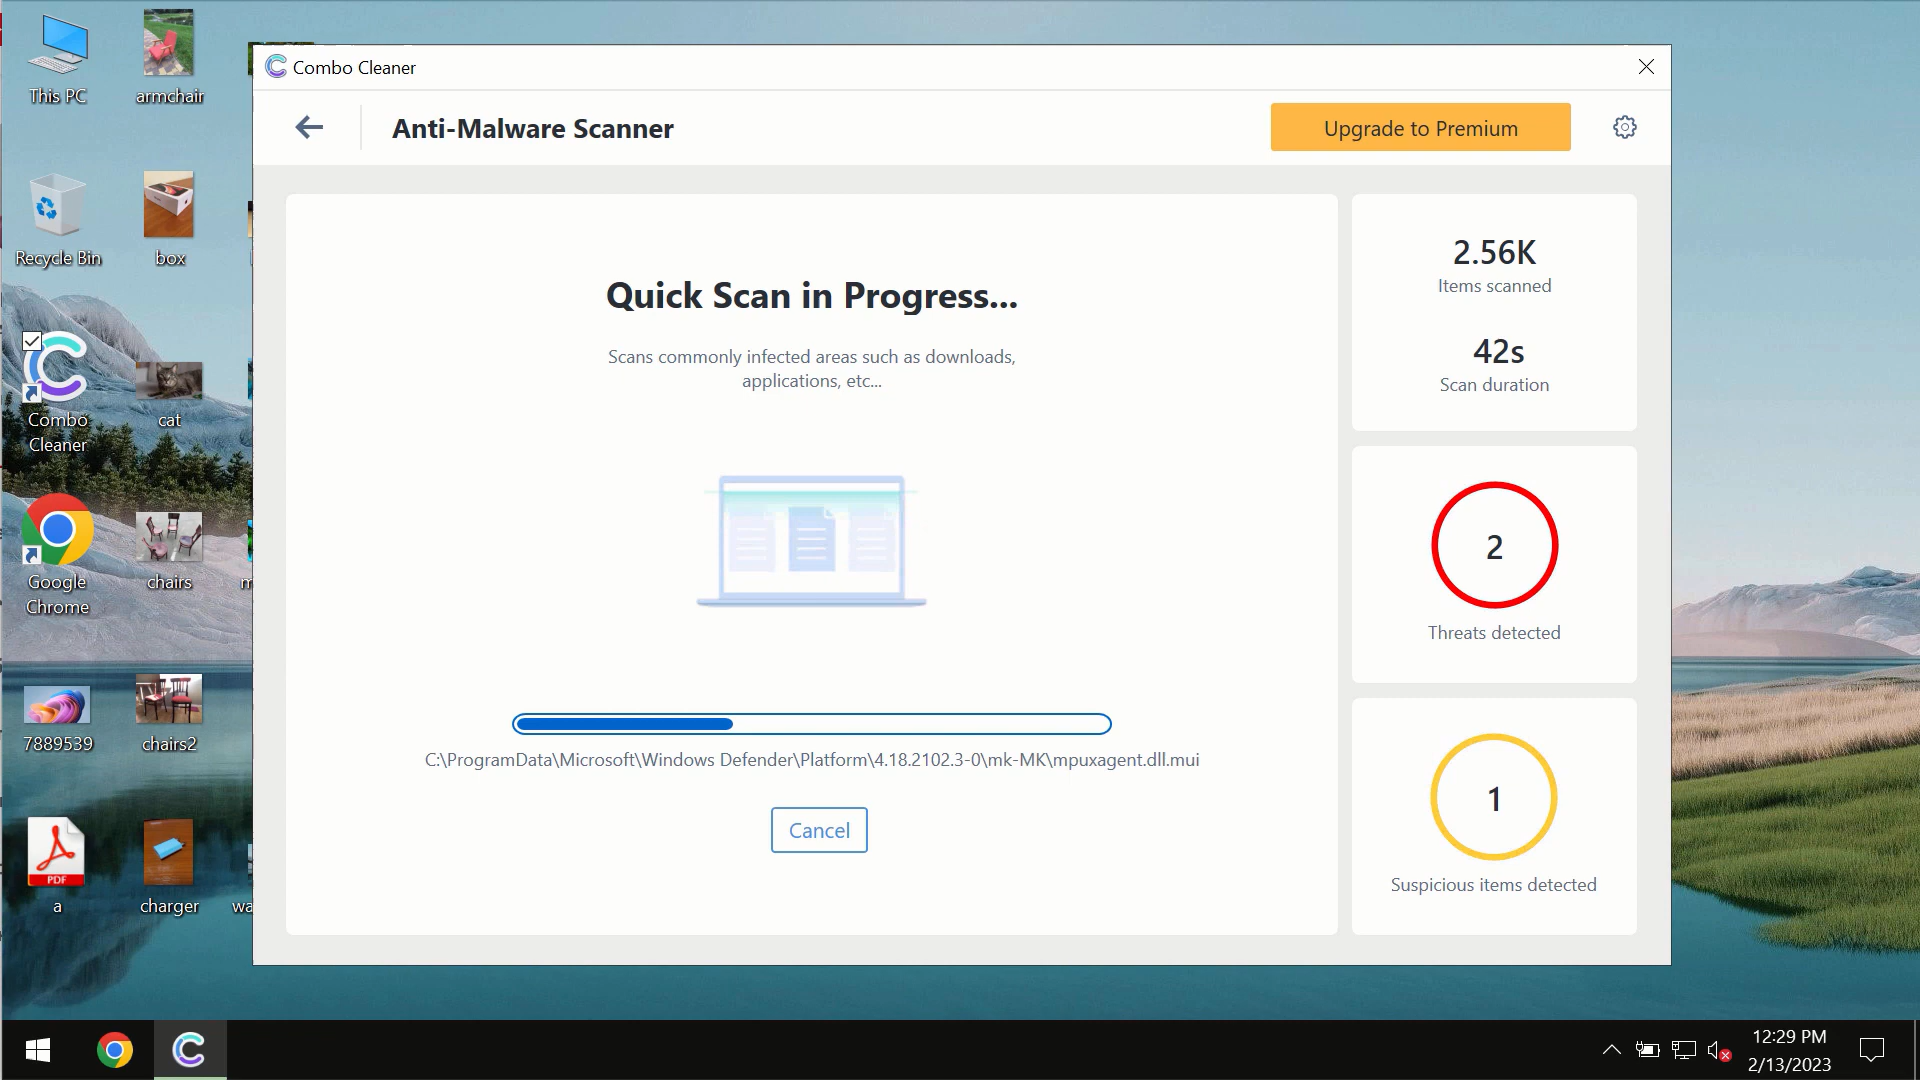 This PC
armchair
Recycle Bin
box
Combo
Cleaner
cat
Google
Chrome
chairs
7889539
chairs2
PDF
a
charger
wa
Combo Cleaner
Anti-Malware Scanner
Upgrade to Premium
Quick Scan in Progress...
Scans commonly infected areas such as downloads,
applications, etc...
C:\ProgramData\Microsoft\Windows Defender\Platform\4.18.2102.3-0\mk-MK\mpuxagent.dll.mui
Cancel
2.56K
Items scanned
42s
Scan duration
2
Threats detected
1
Suspicious items detected
12:29 PM
2/13/2023